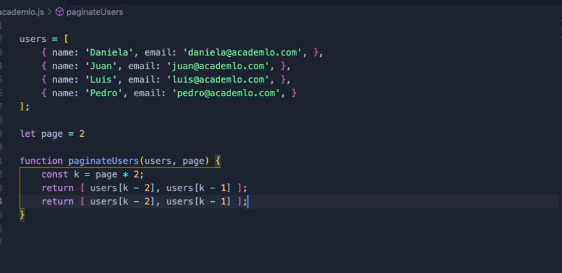 academlo.js > paginateUsers
users = [
{ name: 'Daniela', email: 'daniela@academlo.com', },
{ name: 'Juan', email: 'juan@academlo.com', },
{ name: 'Luis', email: 'luis@academlo.com', },
{ name: 'Pedro', email: 'pedro@academlo.com', }
];
let page = 2
function paginateUsers(users, page) {
const k = page * 2;
return [ users[k - 2], users[k - 1] ];
return [ users[k - 2], users[k - 1] ];
}